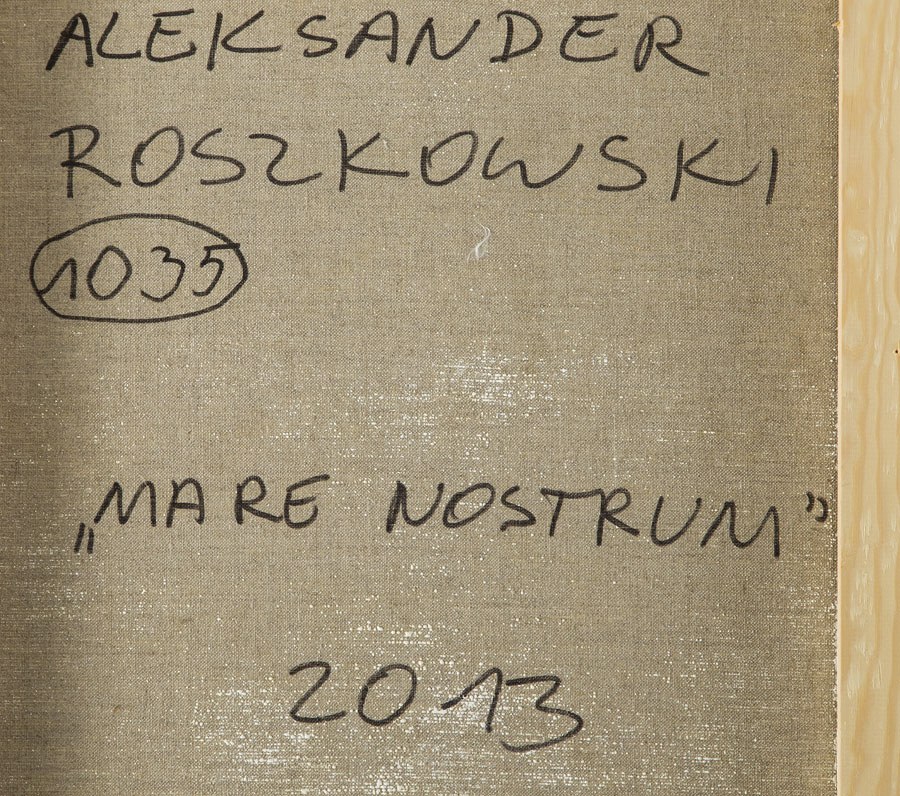 ALEKSANDER
ROSZKOWSKI
1035
„MARE NOSTRUM”
2013